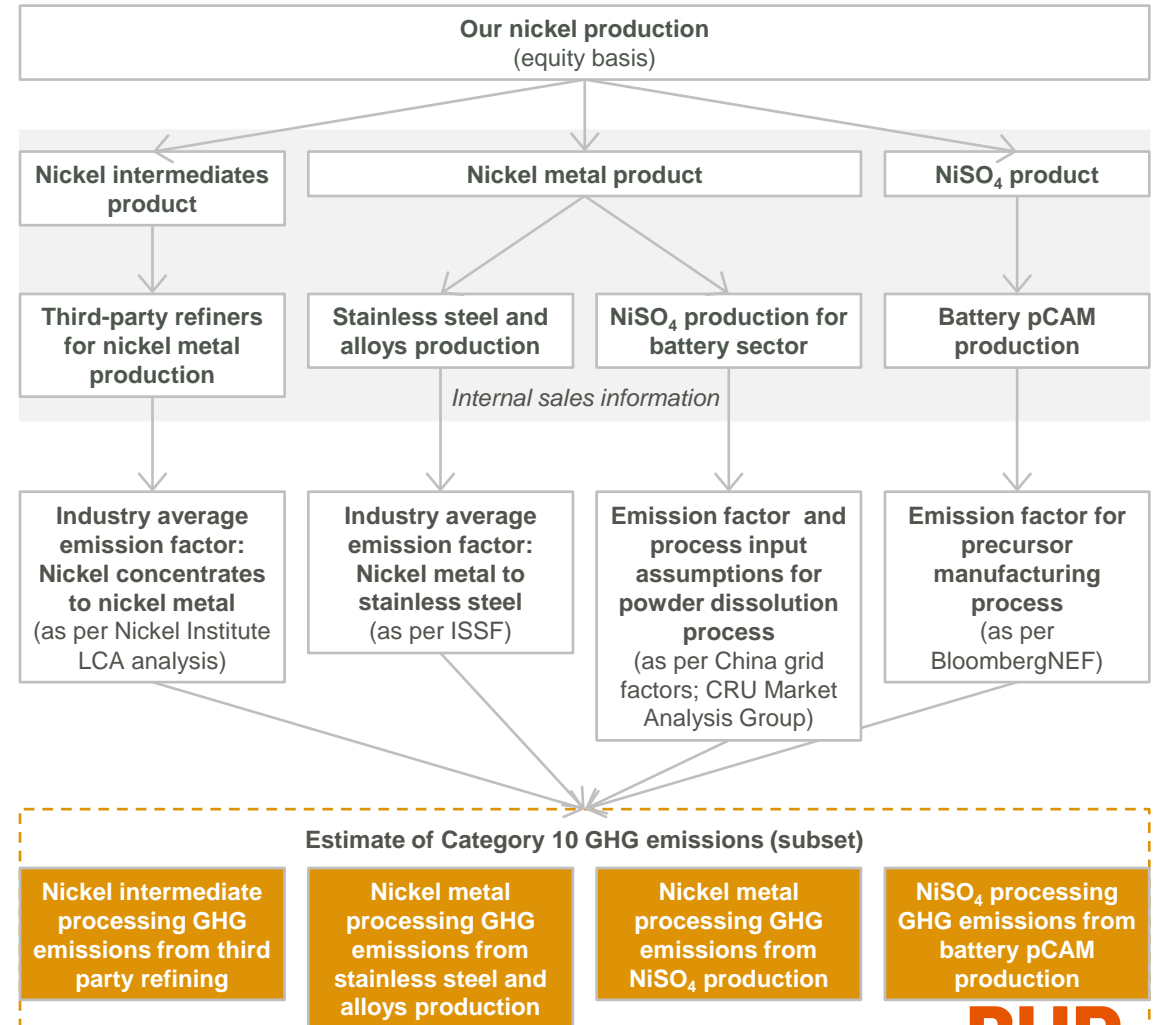 Our nickel production
(equity basis)
Nickel intermediates
product
Nickel metal product
NiSO₄ product
Third-party refiners
for nickel metal
production
Stainless steel and
alloys production
NiSO₄ production for
battery sector
Battery pCAM
production
Internal sales information
Industry average
emission factor:
Nickel concentrates
to nickel metal
(as per Nickel Institute
LCA analysis)
Industry average
emission factor:
Nickel metal to
stainless steel
(as per ISSF)
Emission factor and
process input
assumptions for
powder dissolution
process
(as per China grid
factors; CRU Market
Analysis Group)
Emission factor for
precursor
manufacturing
process
(as per
BloombergNEF)
Estimate of Category 10 GHG emissions (subset)
Nickel intermediate
processing GHG
emissions from third
party refining
Nickel metal
processing GHG
emissions from
stainless steel and
alloys production
Nickel metal
processing GHG
emissions from
NiSO₄ production
NiSO₄ processing
GHG emissions from
battery pCAM
production